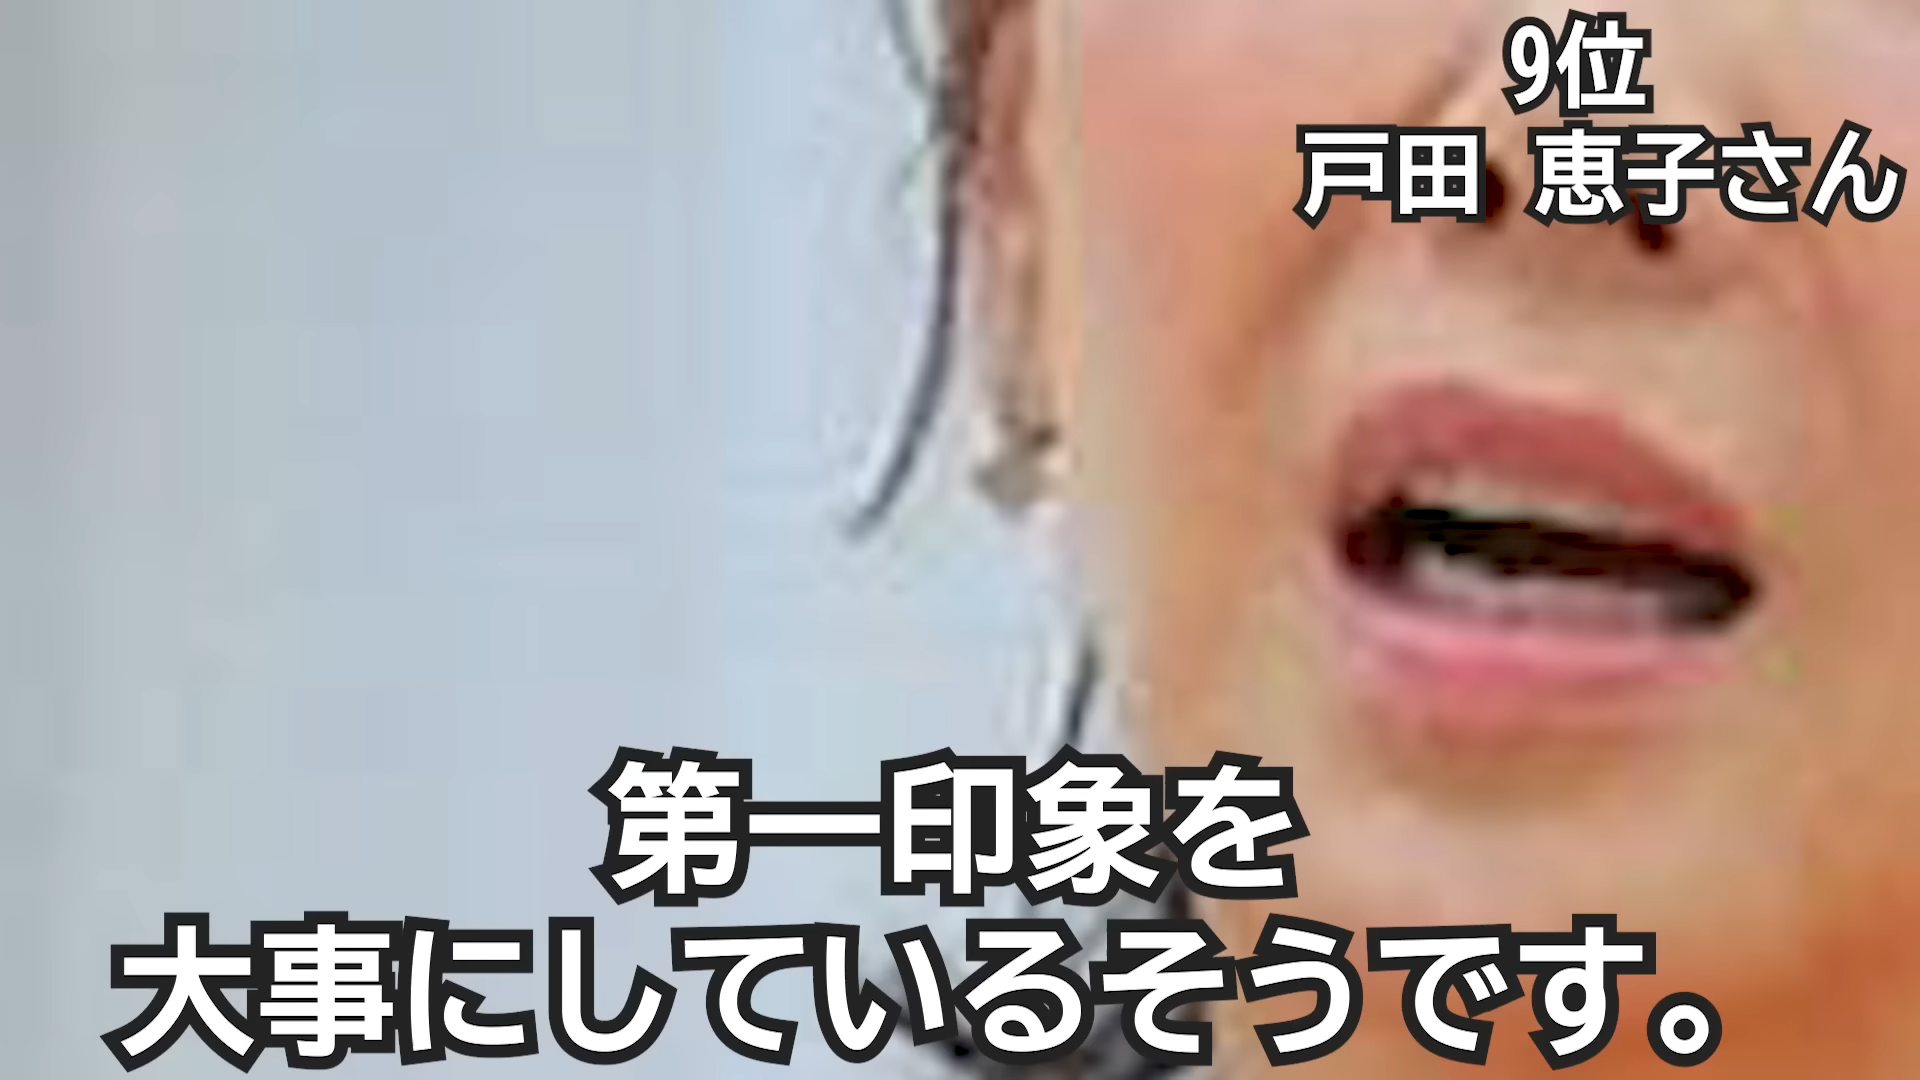 9位
戸田 恵子さん
第一印象を
大事にしているそうです。